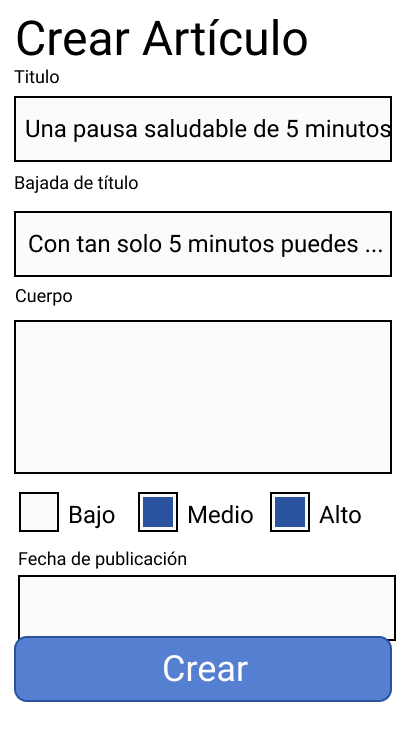 Crear Artículo
Titulo
Una pausa saludable de 5 minutos
Bajada de título
Con tan solo 5 minutos puedes ...
Cuerpo
Bajo Medio Alto
Fecha de publicación
Crear